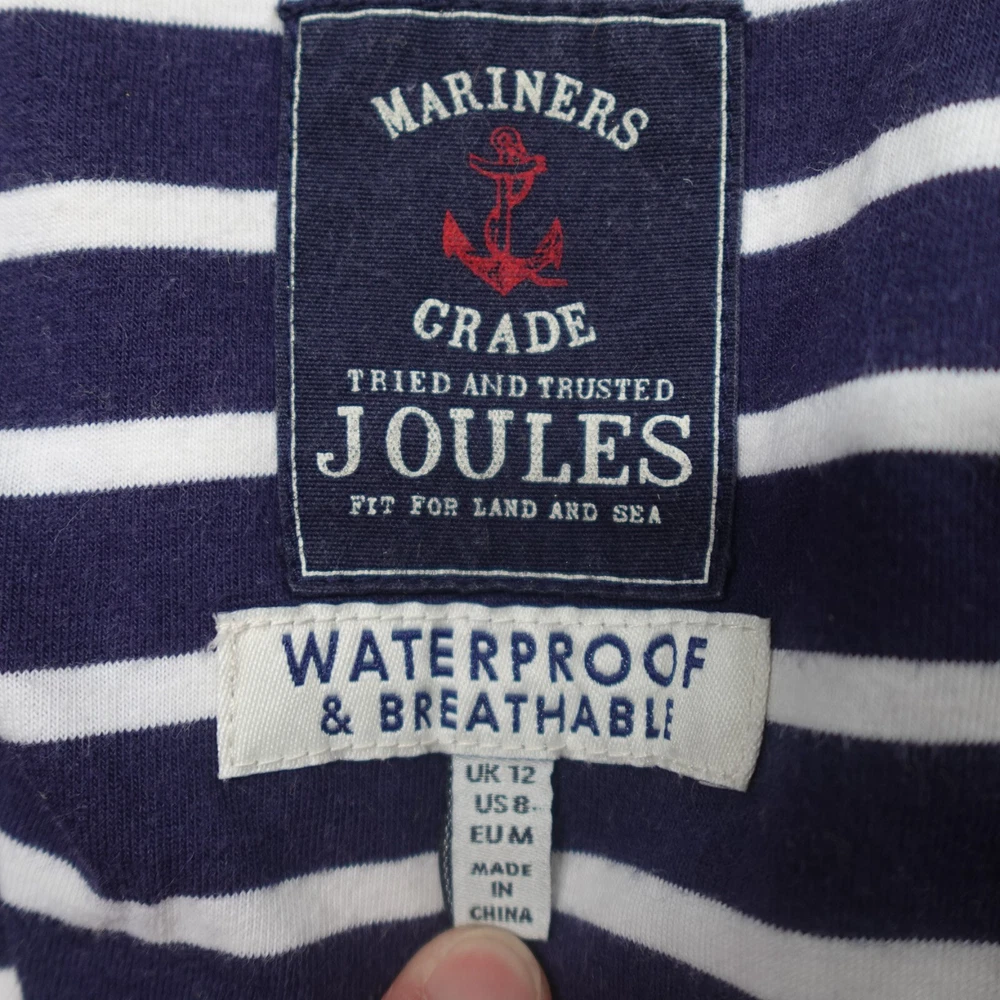 MARINERS
GRADE
TRIED AND TRUSTED
JOULES
FIT FOR LAND AND SEA
WATERPROOF
& BREATHABLE
UK 12
US 8
EU M
MADE
IN
CHINA